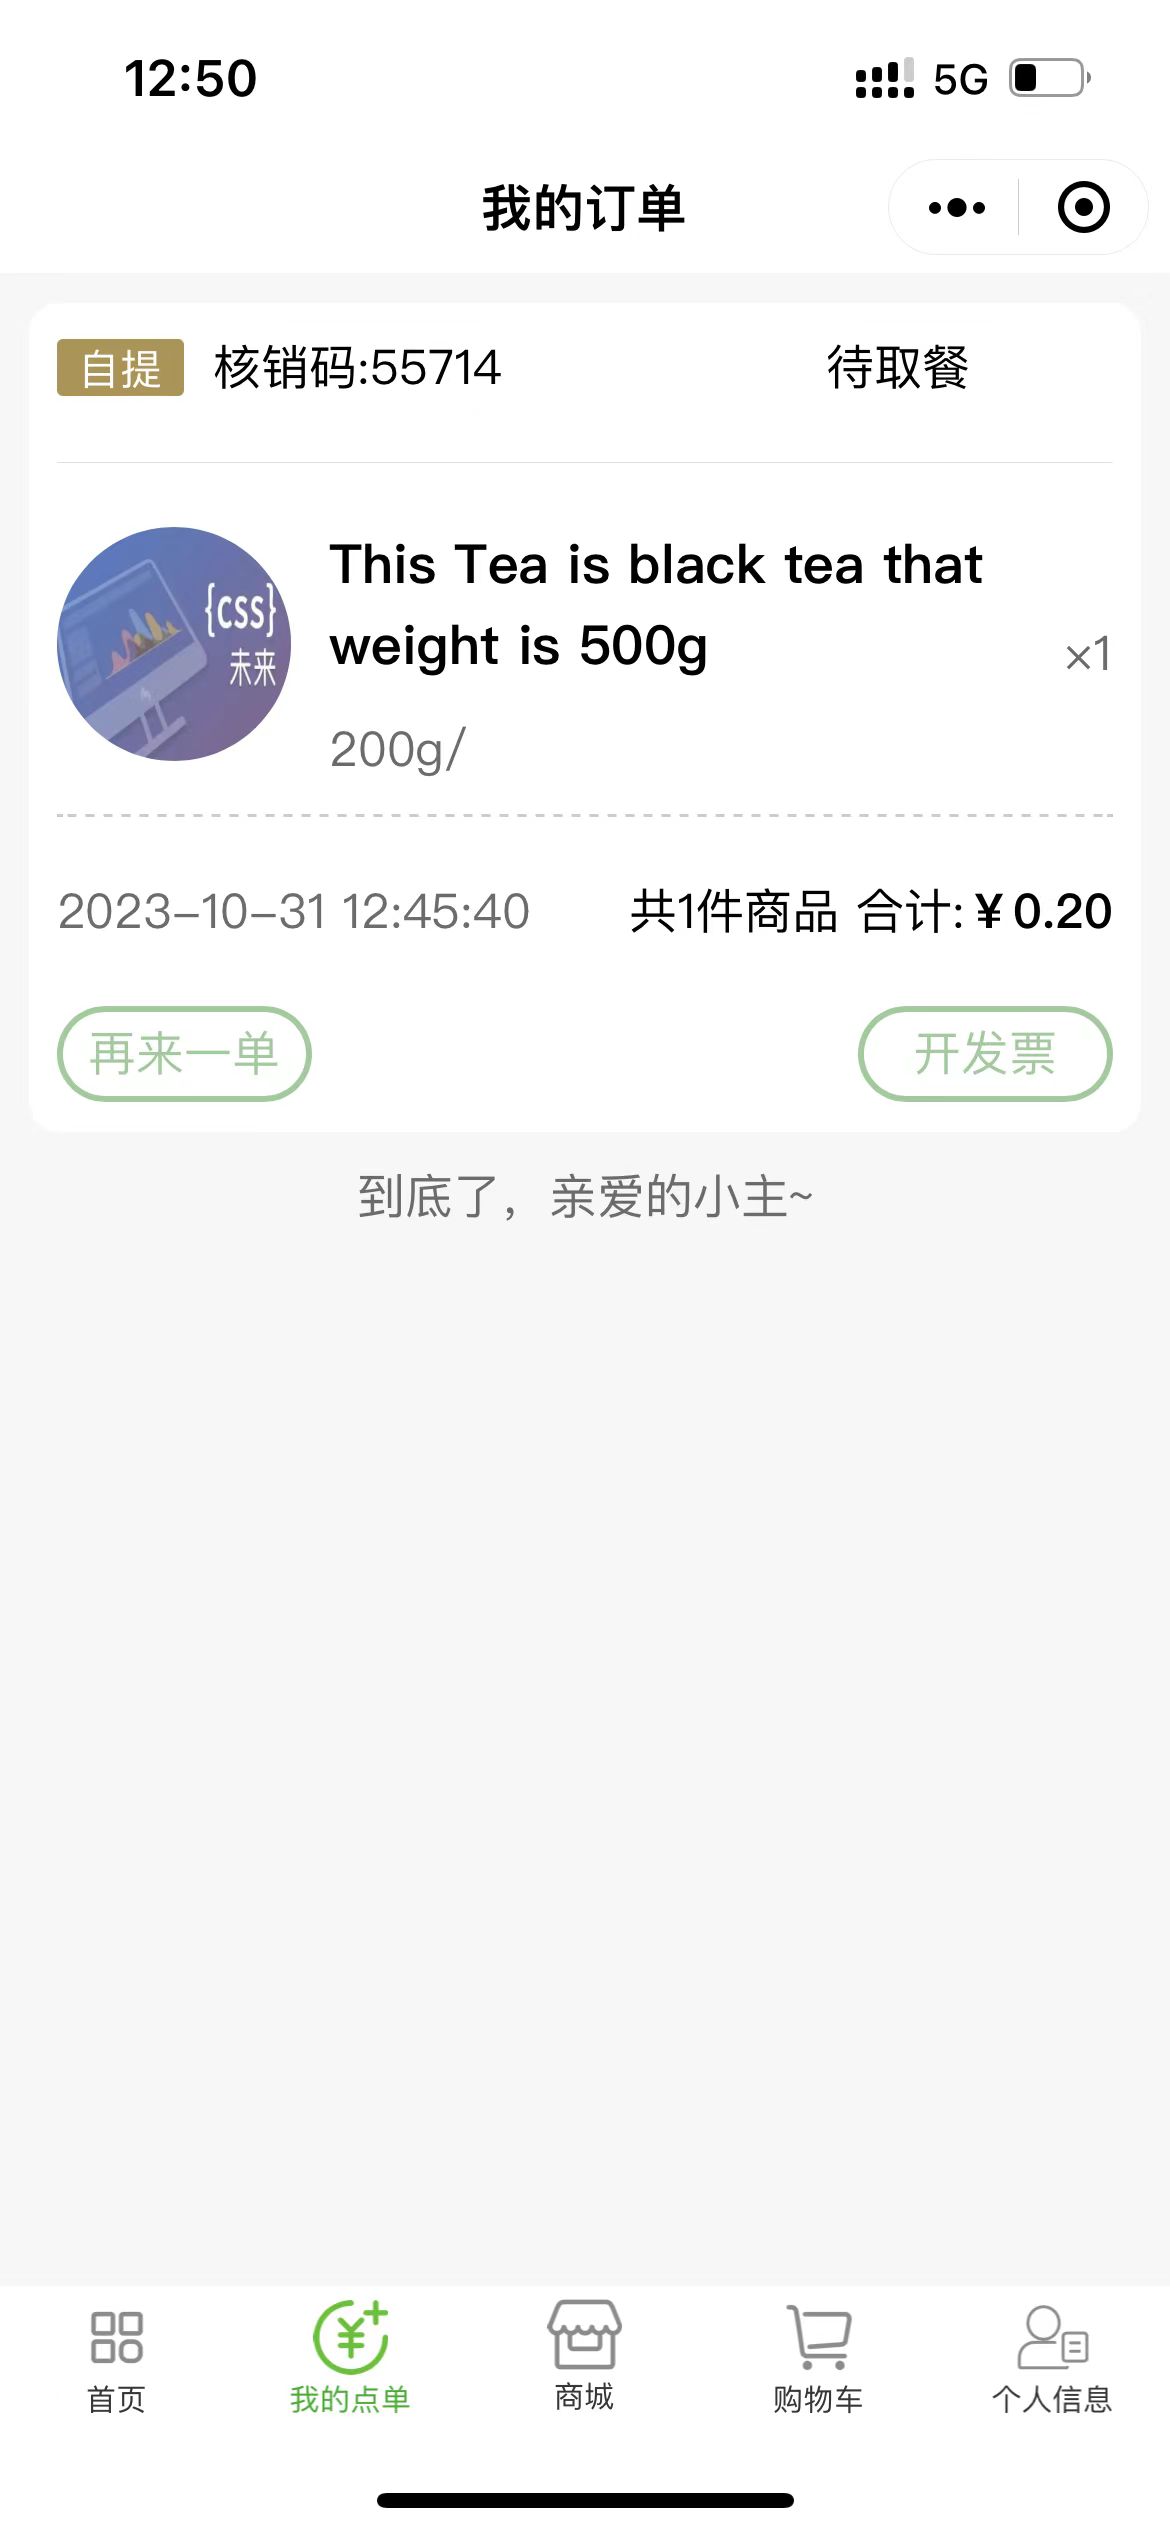 12:50
5G
我的订单
自提 核销码:55714 待取餐
This Tea is black tea that
weight is 500g
×1
{css}
未来
200g/
2023-10-31 12:45:40 共1件商品 合计:¥0.20
再来一单 开发票
到底了，亲爱的小主~
首页 我的点单 商城 购物车 个人信息